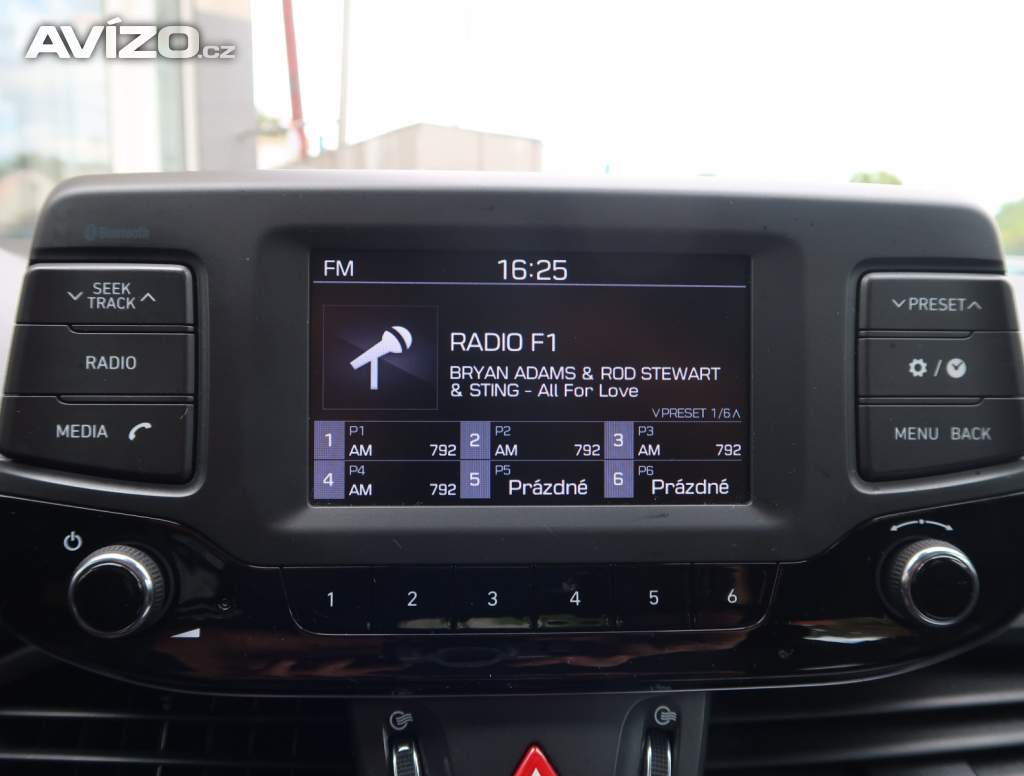 AVÍZO.cz
Bluetooth
SEEK
TRACK
RADIO
MEDIA
FM 16:25
RADIO F1
BRYAN ADAMS & ROD STEWART
& STING - All For Love
PRESET 1/6
1 P1 AM 792 2 P2 AM 792 3 P3 AM 792
4 P4 AM 792 5 P5 Prázdné 6 P6 Prázdné
PRESET
/
MENU BACK
1 2 3 4 5 6